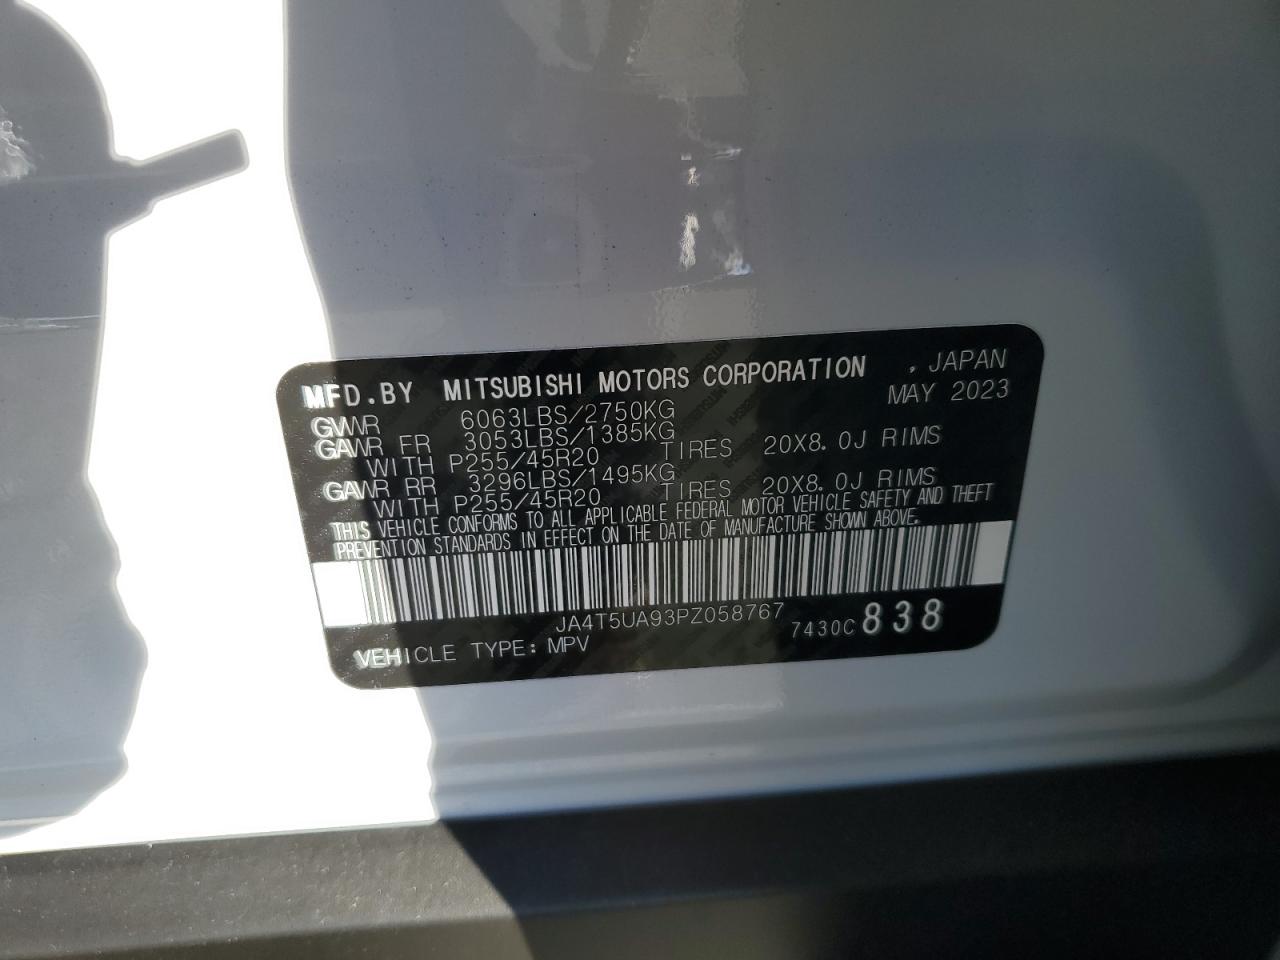 MFD.BY MITSUBISHI MOTORS CORPORATION , JAPAN
MAY 2023
GVWR 6063LBS/2750KG
GAWR FR 3053LBS/1385KG
WITH P255/45R20 TIRES 20X8.0J RIMS
GAWR RR 3296LBS/1495KG
WITH P255/45R20 TIRES 20X8.0J RIMS
THIS VEHICLE CONFORMS TO ALL APPLICABLE FEDERAL MOTOR VEHICLE SAFETY AND THEFT
PREVENTION STANDARDS IN EFFECT ON THE DATE OF MANUFACTURE SHOWN ABOVE.
JA4T5UA93PZ058767 7430C 838
VEHICLE TYPE: MPV